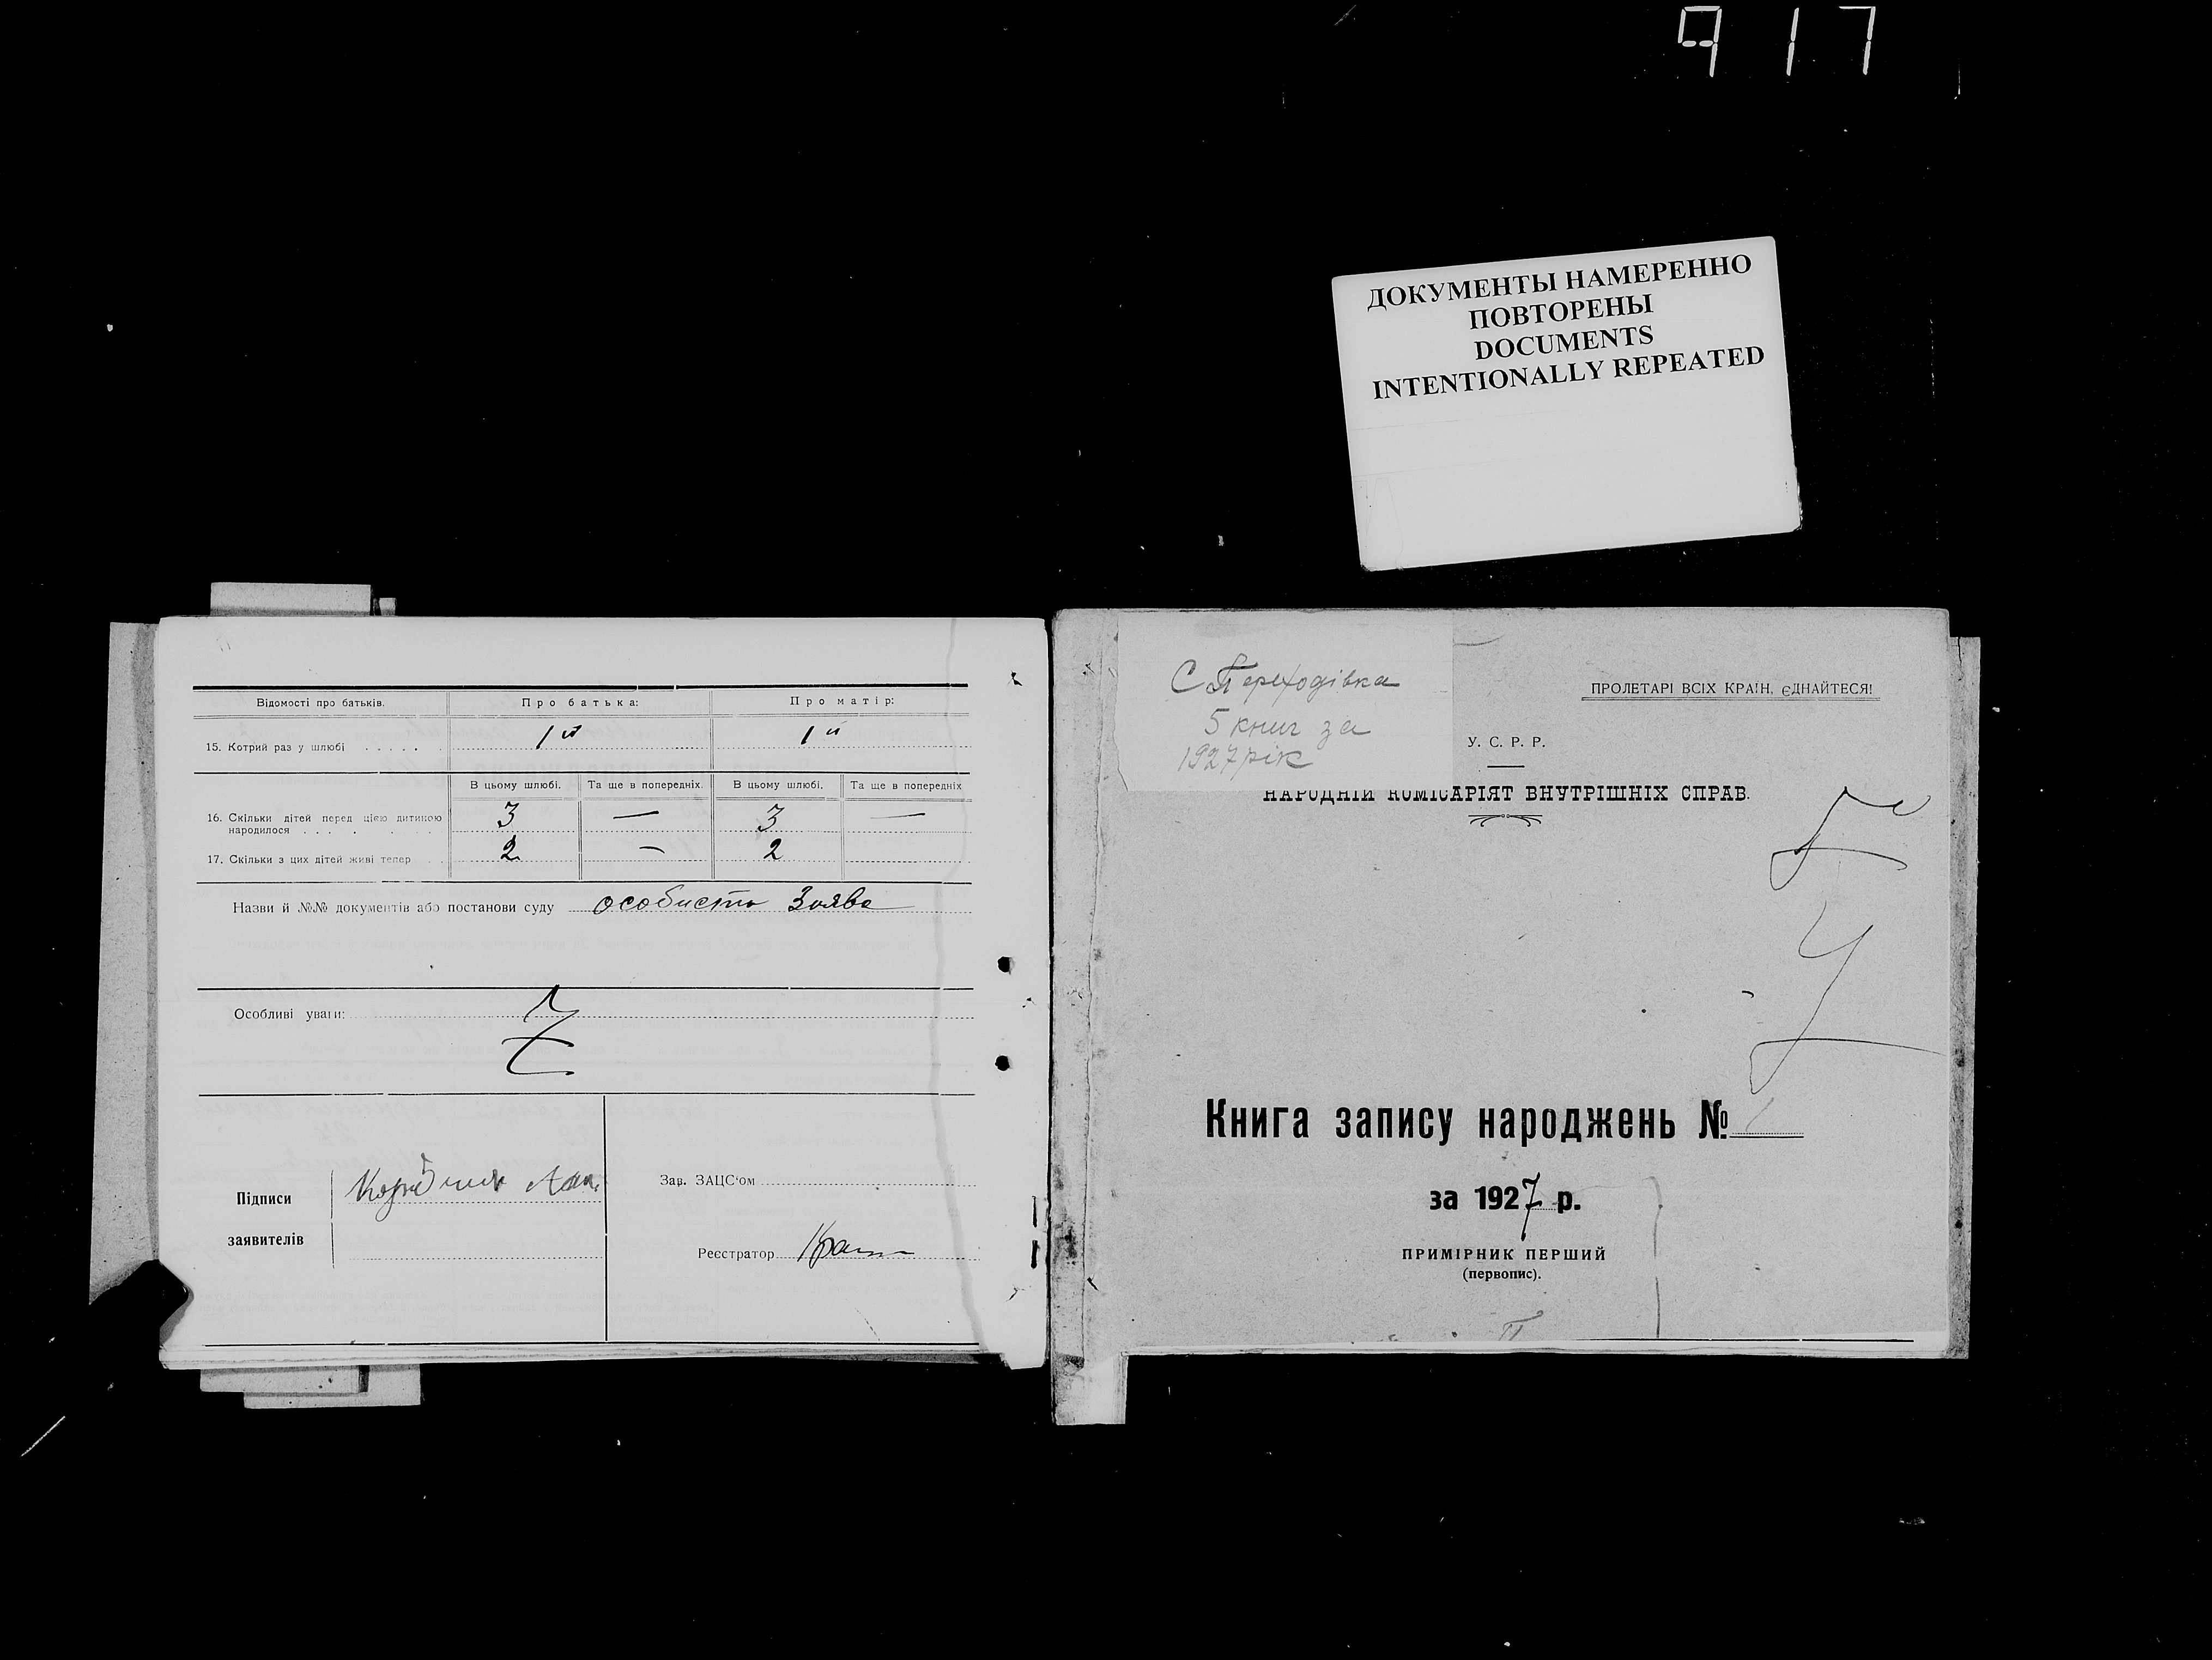 917
ДОКУМЕНТЫ НАМЕРЕННО
ПОВТОРЕНЫ
DOCUMENTS
INTENTIONALLY REPEATED
Відомості про батьків.
Про батька:
Про матір:
15. Котрий раз у шлюбі . . . . .
1й
1й
В цьому шлюбі.
Та ще в попередніх.
В цьому шлюбі.
Та ще в попередніх
16. Скільки дітей перед цією дитиною
народилося . . . . . .
3 — 3 —
17. Скільки з цих дітей живі тепер . .
2 — 2
Назви й №№ документів або постанови суду особиста Заява
Особливі уваги:
Підписи
заявителів
Зав. ЗАЦС'ом
Реєстратор
С Переходівка
5 книг за
1927 рік
ПРОЛЕТАРІ ВСІХ КРАЇН, ЄДНАЙТЕСЯ!
У. С. Р. Р.
НАРОДНІЙ КОМІСАРІЯТ ВНУТРІШНІХ СПРАВ.
Книга запису народжень №
за 1927 р.
ПРИМІРНИК ПЕРШИЙ
(первопис).